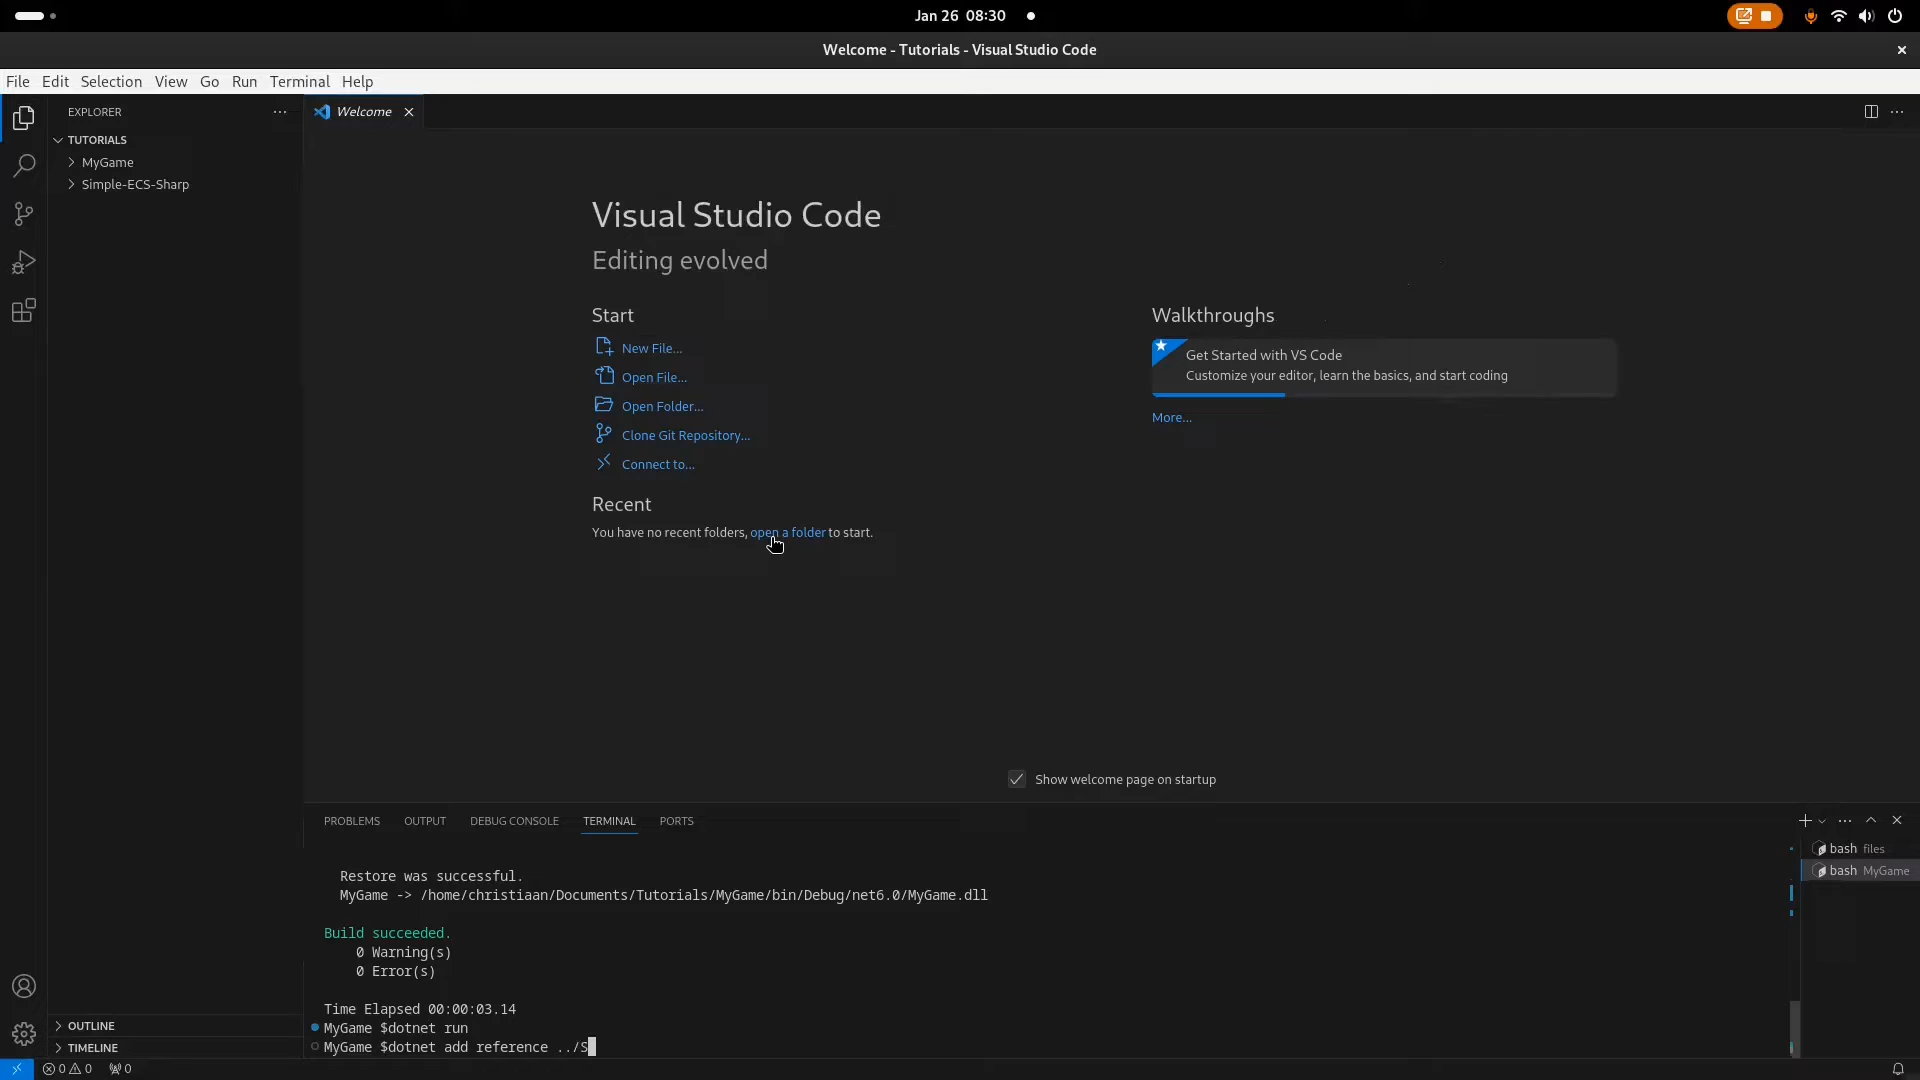 Jan 26 08:30
Welcome - Tutorials - Visual Studio Code
File Edit Selection View Go Run Terminal Help
EXPLORER
Welcome
TUTORIALS
MyGame
Simple-ECS-Sharp
Visual Studio Code
Editing evolved
Start
New File...
Open File...
Open Folder...
Clone Git Repository...
Connect to...
Recent
You have no recent folders, open a folder to start.
Walkthroughs
Get Started with VS Code
Customize your editor, learn the basics, and start coding
More...
Show welcome page on startup
PROBLEMS OUTPUT DEBUG CONSOLE TERMINAL PORTS
bash files
bash MyGame
Restore was successful.
MyGame -> /home/christiaan/Documents/Tutorials/MyGame/bin/Debug/net6.0/MyGame.dll
Build succeeded.
0 Warning(s)
0 Error(s)
Time Elapsed 00:00:03.14
MyGame $dotnet run
MyGame $dotnet add reference ../S
OUTLINE
TIMELINE
0 0 0